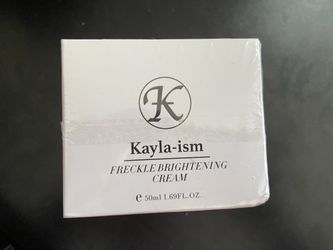 K
Kayla-ism
FRECKLE BRIGHTENING
CREAM
e 50ml 1.69FL.OZ.